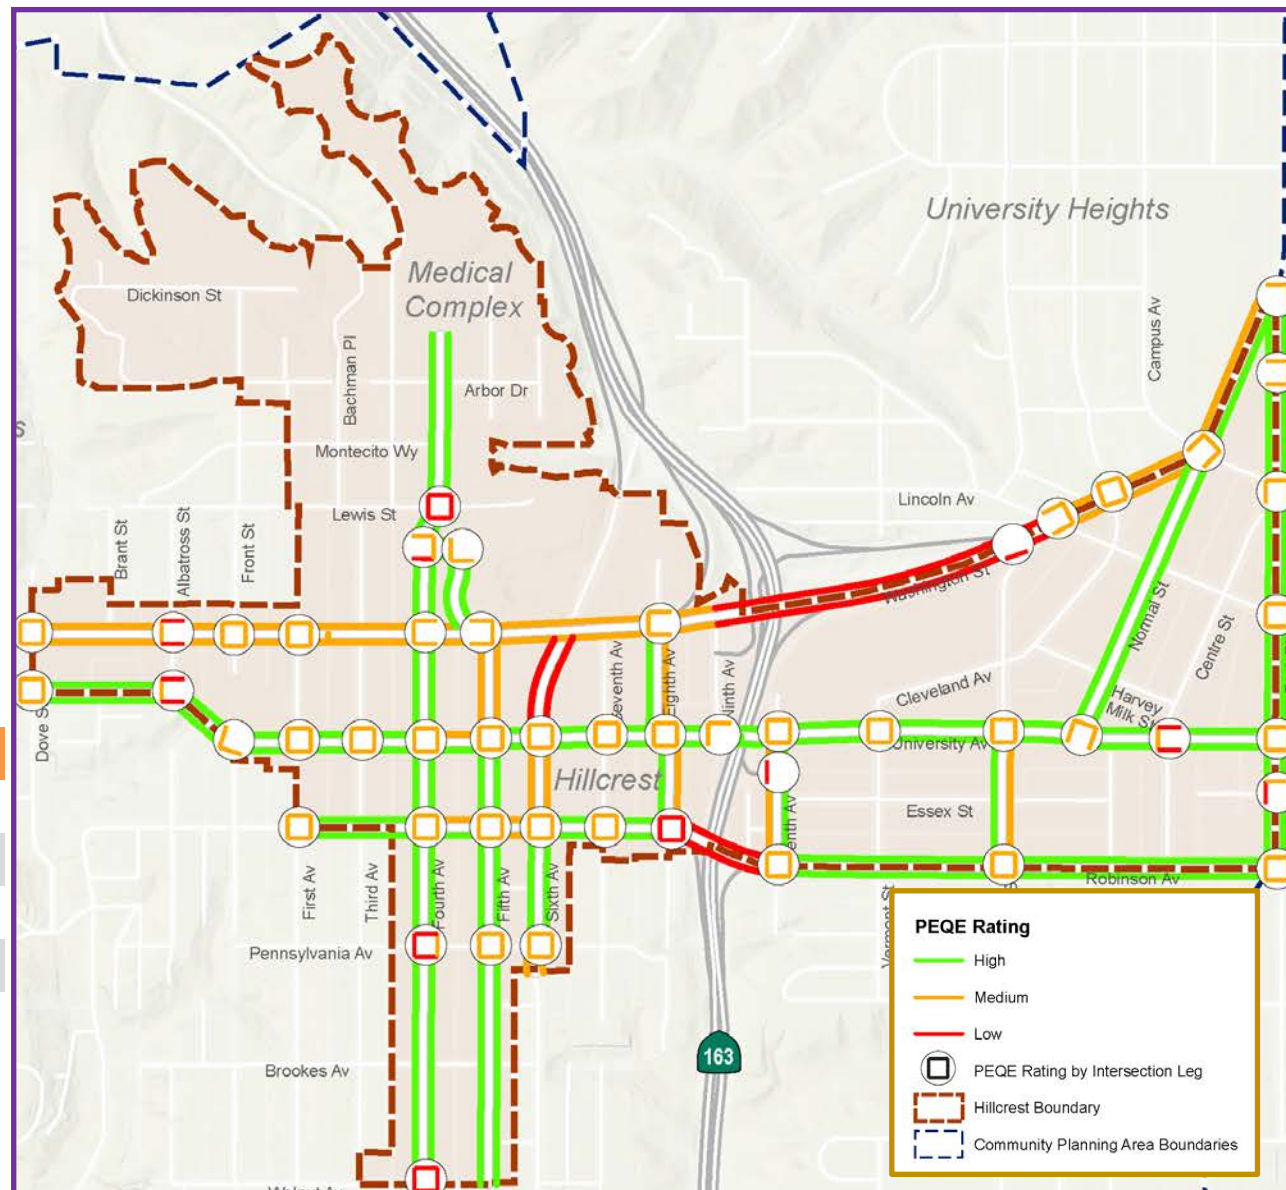 University Heights
Medical
Complex
Dickinson St
Campus Av
Bachman Pl
Arbor Dr
Montecito Wy
Lincoln Av
Lewis St
Brant St
Albatross St
Front St
Washington St
Normal St
Centre St
Seventh Av
Eighth Av
Ninth Av
Cleveland Av
Harvey
Milk St
Dove S
University Av
Hillcrest
Essex St
enth Av
First Av
Third Av
Fourth Av
Fifth Av
Sixth Av
Robinson Av
Vermont St
Pennsylvania Av
Brookes Av
163
PEQE Rating
High
Medium
Low
PEQE Rating by Intersection Leg
Hillcrest Boundary
Community Planning Area Boundaries